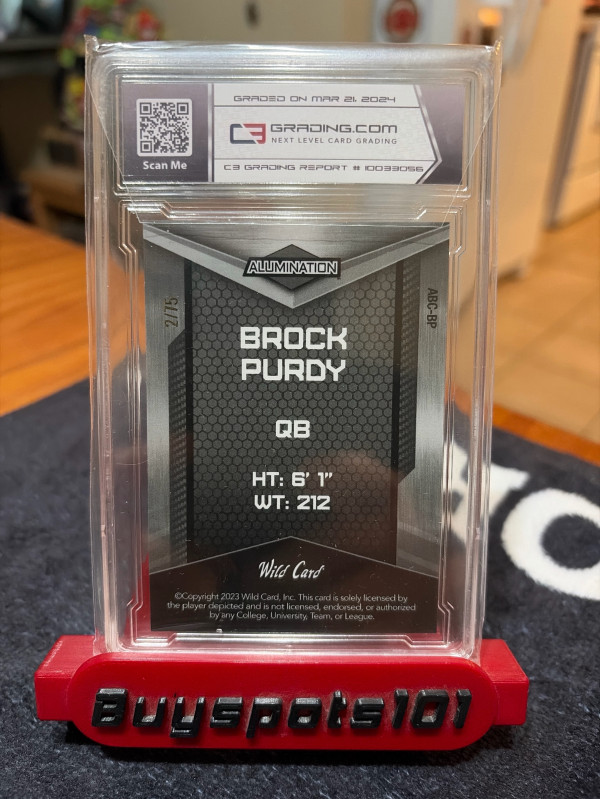 GRADED ON MAR 21, 2024
C3 GRADING.COM
NEXT LEVEL CARD GRADING
Scan Me
C3 GRADING REPORT # 10033056
ALUMINATION
2/75
ABC-BP
BROCK
PURDY
QB
HT: 6' 1"
WT: 212
Wild Card
©Copyright 2023 Wild Card, Inc. This card is solely licensed by
the player depicted and is not licensed, endorsed, or authorized
by any College, University, Team, or League.
Buyspots101